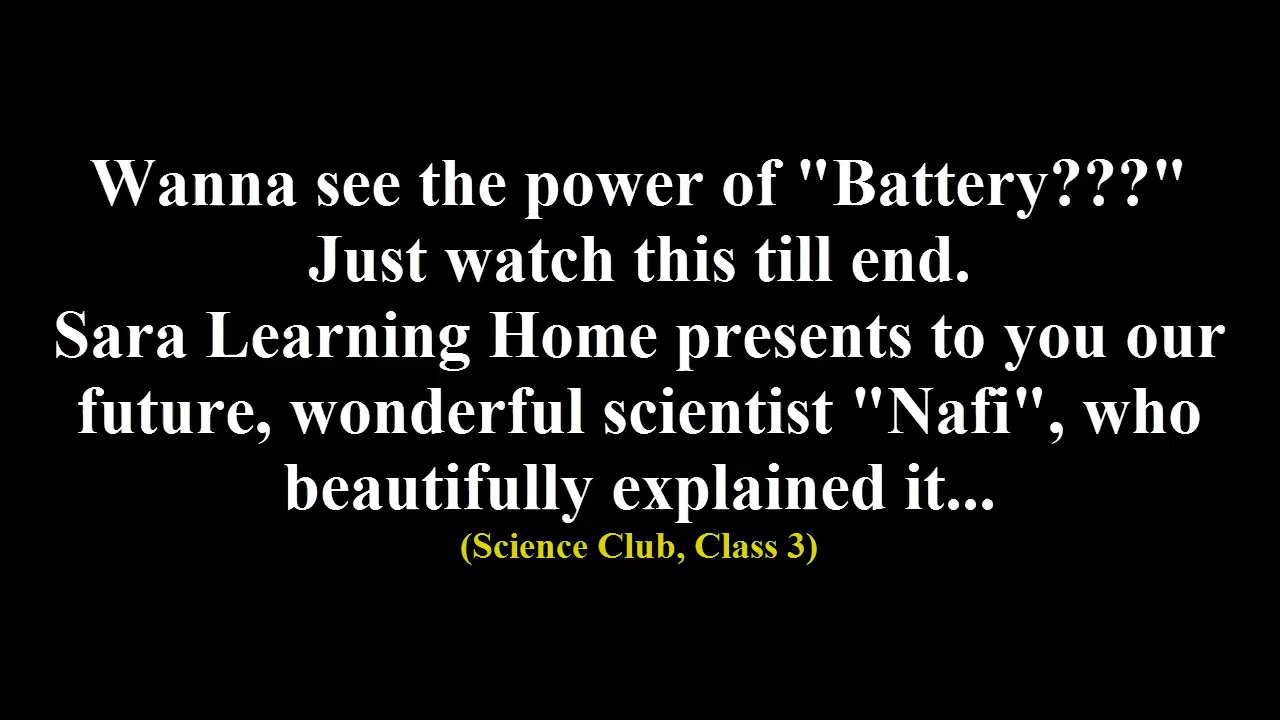 Wanna see the power of "Battery???"
Just watch this till end.
Sara Learning Home presents to you our
future, wonderful scientist "Nafi", who
beautifully explained it...
(Science Club, Class 3)